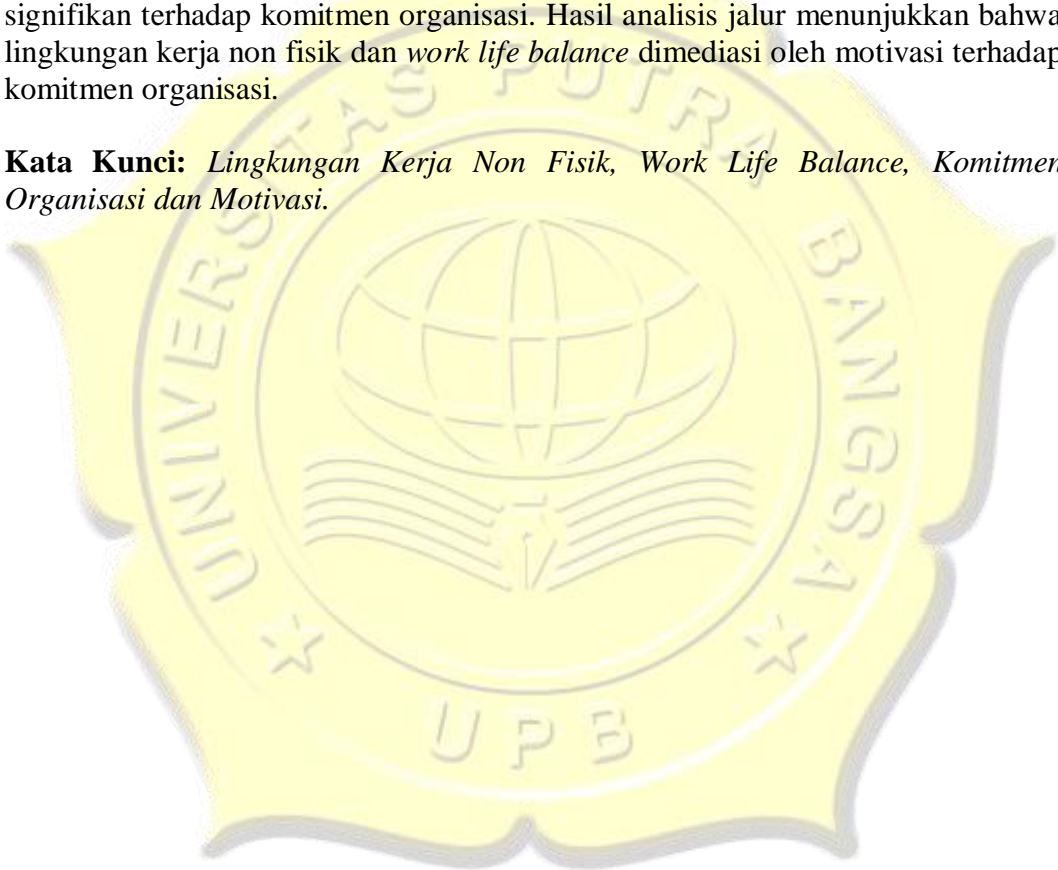 signifikan terhadap komitmen organisasi. Hasil analisis jalur menunjukkan bahwa
lingkungan kerja non fisik dan work life balance dimediasi oleh motivasi terhadap
komitmen organisasi.
Kata Kunci: Lingkungan Kerja Non Fisik, Work Life Balance, Komitmen
Organisasi dan Motivasi.
UNIVERSITAS PUTRA BANGSA
UPB